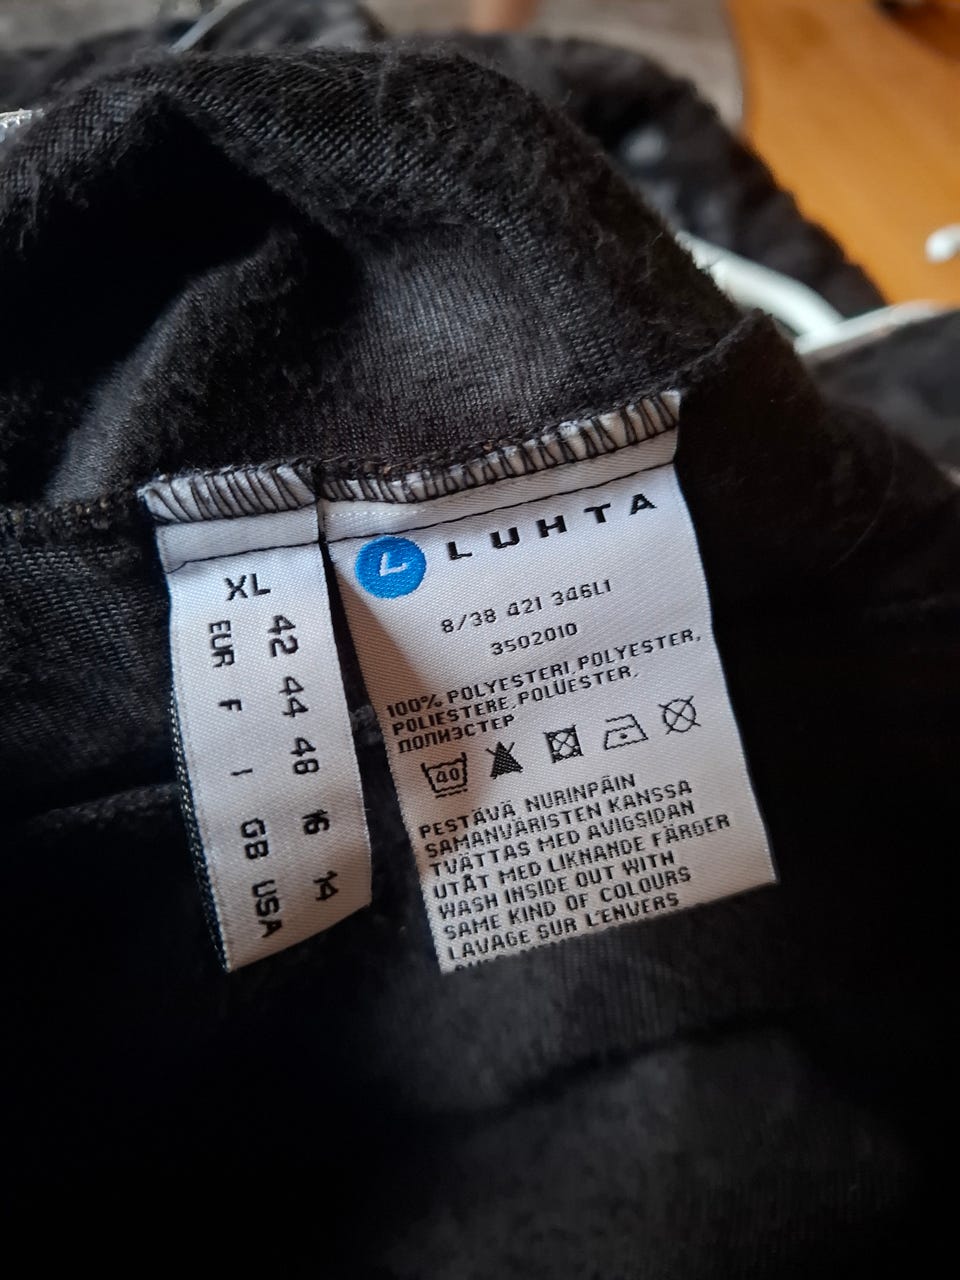 XL
EUR 42
F 44
I 48
GB 16
USA 14
L LUHTA
8/38 421 346L1
3502010
100% POLYESTERI, POLYESTER,
POLIESTERE, POLÜESTER,
ПОЛИЭСТЕР
40
PESTÄVÄ NURINPÄIN
SAMANVÄRISTEN KANSSA
TVÄTTAS MED AVIGSIDAN
UTÅT MED LIKNANDE FÄRGER
WASH INSIDE OUT WITH
SAME KIND OF COLOURS
LAVAGE SUR L'ENVERS